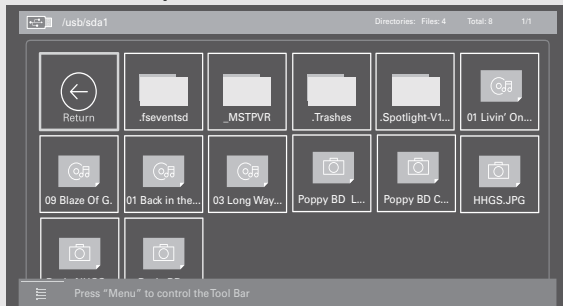 /usb/sda1 Directories: Files: 4 Total: 8 1/1
Return .fseventsd _MSTPVR .Trashes .Spotlight-V1... 01 Livin' On...
09 Blaze Of G. 01 Back in the... 03 Long Way... Poppy BD L... Poppy BD C... HHGS.JPG
Press "Menu" to control the Tool Bar